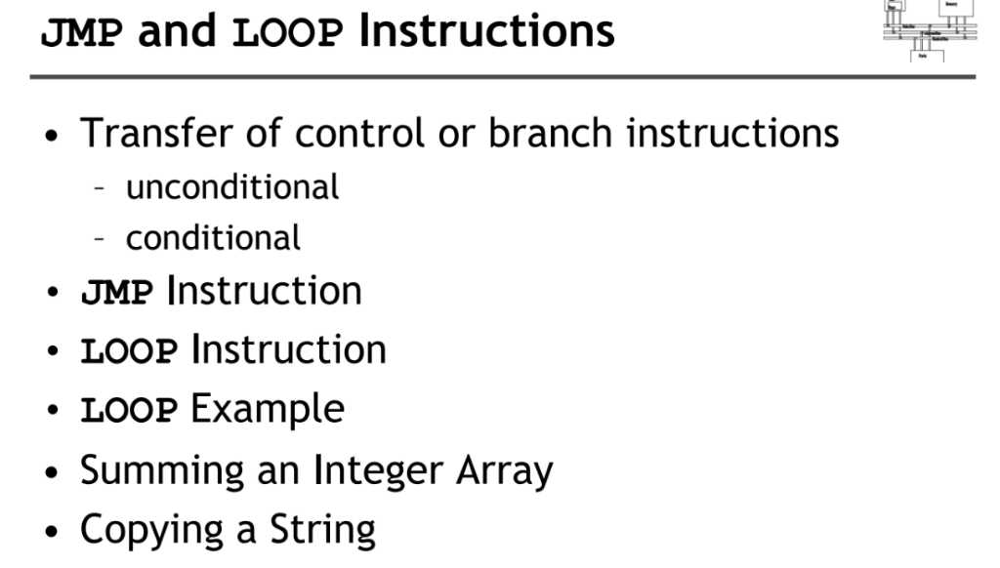 JMP and LOOP Instructions
• Transfer of control or branch instructions
– unconditional
– conditional
• JMP Instruction
• LOOP Instruction
• LOOP Example
• Summing an Integer Array
• Copying a String